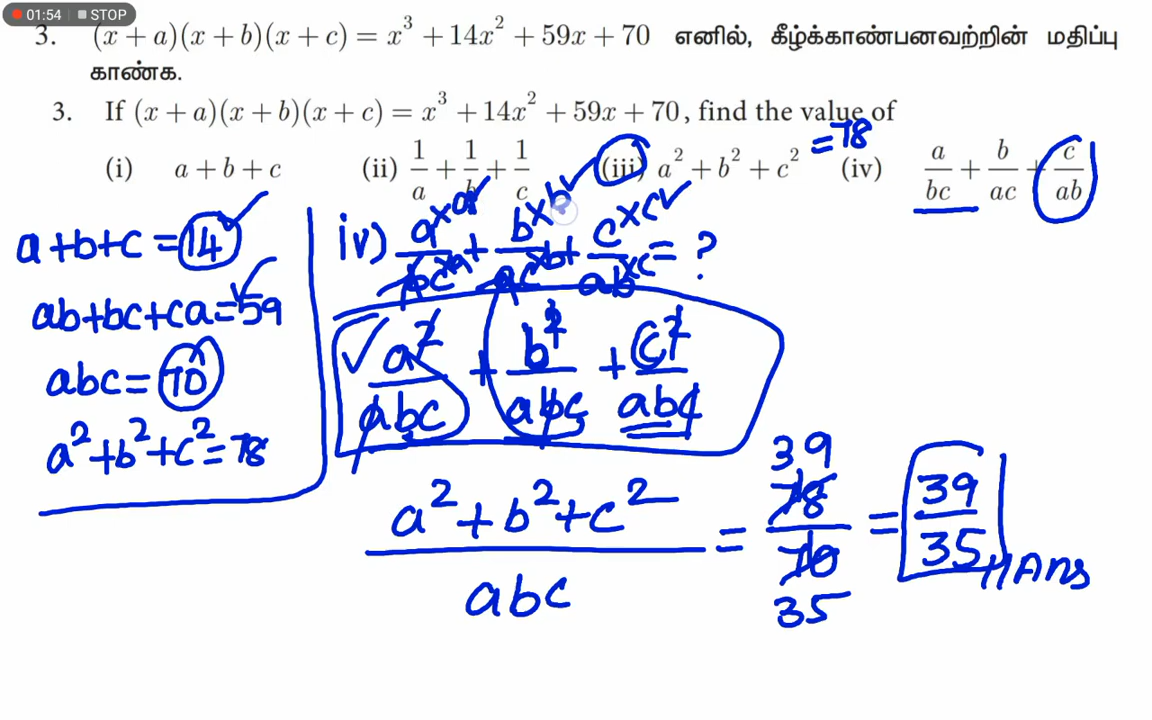 01:54 STOP
3. (x + a)(x + b)(x + c) = x³ + 14x² + 59x + 70 எனில், கீழ்க்காண்பனவற்றின் மதிப்பு
காண்க.
3. If (x + a)(x + b)(x + c) = x³ + 14x² + 59x + 70, find the value of
(i) a + b + c (ii) 1/a + 1/b + 1/c (iii) a² + b² + c² = 78 (iv) a/bc + b/ac + c/ab
a+b+c = 14
ab+bc+ca = 59
abc = 70
a²+b²+c² = 78
iv) a×a/bc×a + b×b/ac×b + c×c/ab×c = ?
a²/abc + b²/abc + c²/abc
a²+b²+c²/abc = 78/70 = 39/35 // Ans
39
35